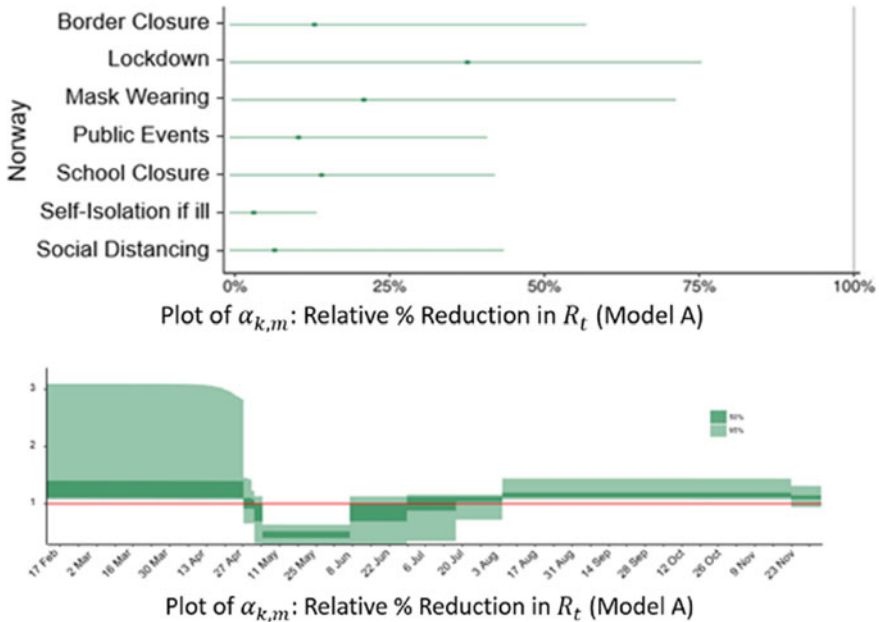 Norway
Border Closure
Lockdown
Mask Wearing
Public Events
School Closure
Self-Isolation if ill
Social Distancing
0% 25% 50% 75% 100%
Plot of αₖ,ₘ: Relative % Reduction in Rₜ (Model A)
3
2
1
50%
95%
17 Feb 2 Mar 16 Mar 30 Mar 13 Apr 27 Apr 11 May 25 May 8 Jun 22 Jun 6 Jul 20 Jul 3 Aug 17 Aug 31 Aug 14 Sep 28 Sep 12 Oct 26 Oct 9 Nov 23 Nov
Plot of αₖ,ₘ: Relative % Reduction in Rₜ (Model A)